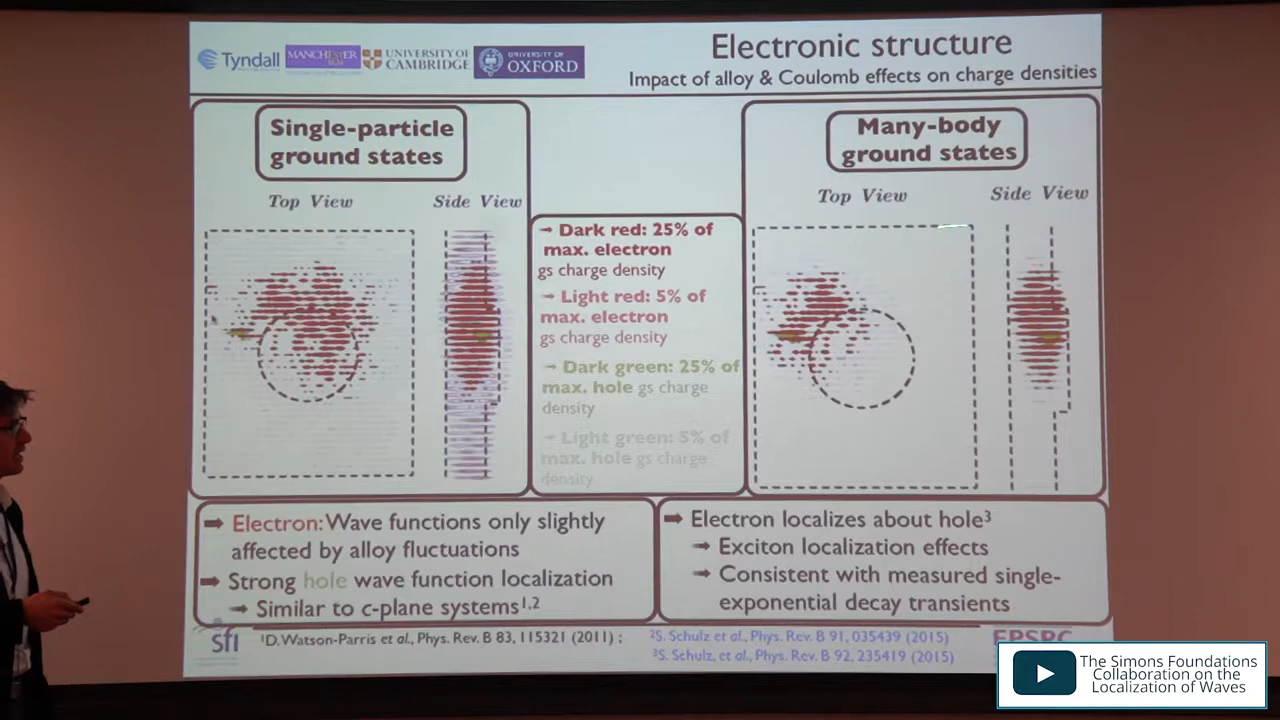 Tyndall
MANCHESTER
UNIVERSITY OF
CAMBRIDGE
UNIVERSITY OF
OXFORD
Electronic structure
Impact of alloy & Coulomb effects on charge densities
Single-particle
ground states
Top View
Side View
→ Dark red: 25% of
max. electron
gs charge density
→ Light red: 5% of
max. electron
gs charge density
→ Dark green: 25% of
max. hole gs charge
density
→ Light green: 5% of
max. hole gs charge
density
Many-body
ground states
Top View
Side View
➡ Electron: Wave functions only slightly
affected by alloy fluctuations
➡ Strong hole wave function localization
→ Similar to c-plane systems1,2
➡ Electron localizes about hole3
→ Exciton localization effects
→ Consistent with measured single-
exponential decay transients
sfi
1D. Watson-Parris et al., Phys. Rev. B 83, 115321 (2011) ;
2S. Schulz et al., Phys. Rev. B 91, 035439 (2015)
3S. Schulz, et al., Phys. Rev. B 92, 235419 (2015)
EPSRC
The Simons Foundations
Collaboration on the
Localization of Waves